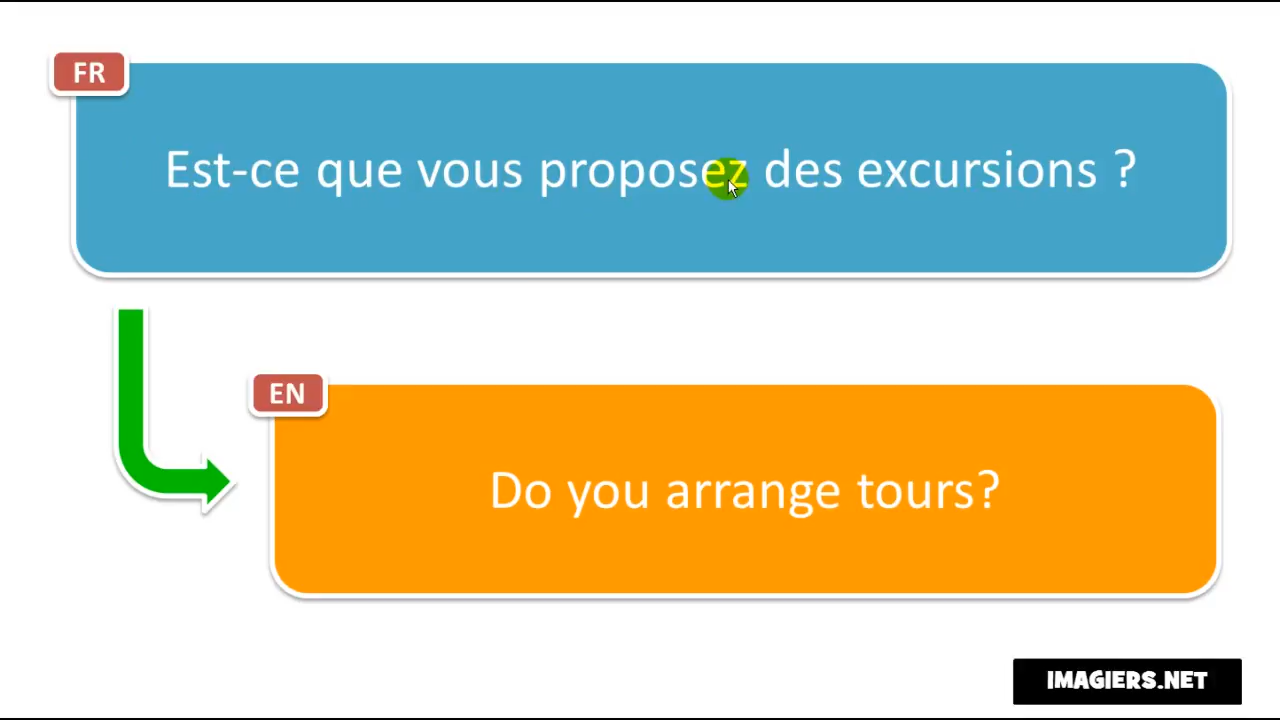 FR
Est-ce que vous proposez des excursions ?
EN
Do you arrange tours?
IMAGIERS.NET